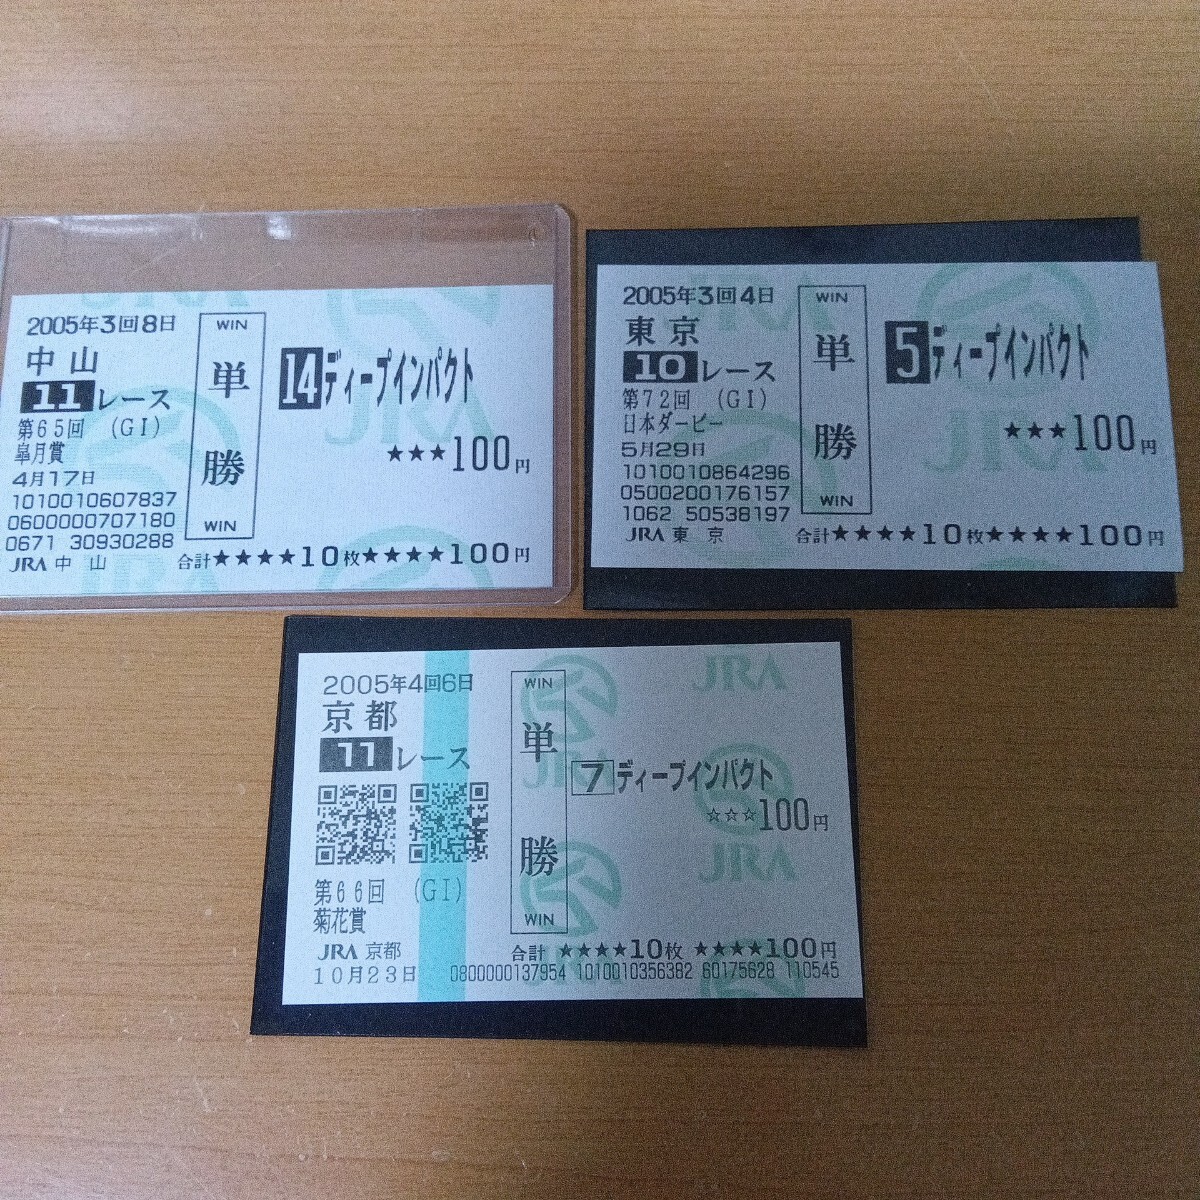 2005年3回8日
中山
11レース
第65回 (GI)
皐月賞
4月17日
1010010607837
0600000707180
0671 30930288
JRA 中 山
WIN
単
勝
WIN
14ディープインパクト
★★★100円
合計★★★★10枚★★★★100円
2005年3回4日
東京
10レース
第72回 (GI)
日本ダービー
5月29日
1010010864296
0500200176157
1062 50538197
JRA 東 京
WIN
単
勝
WIN
5ディープインパクト
★★★100円
合計★★★★10枚★★★★100円
2005年4回6日
京都
11レース
第66回 (GI)
菊花賞
JRA 京都
10月23日
WIN
単
勝
WIN
7ディープインパクト
☆☆☆100円
合計 ★★★★10枚 ★★★★100円
0800000137954 1010010356382 60175628 110545
JRA
JRA
JRA